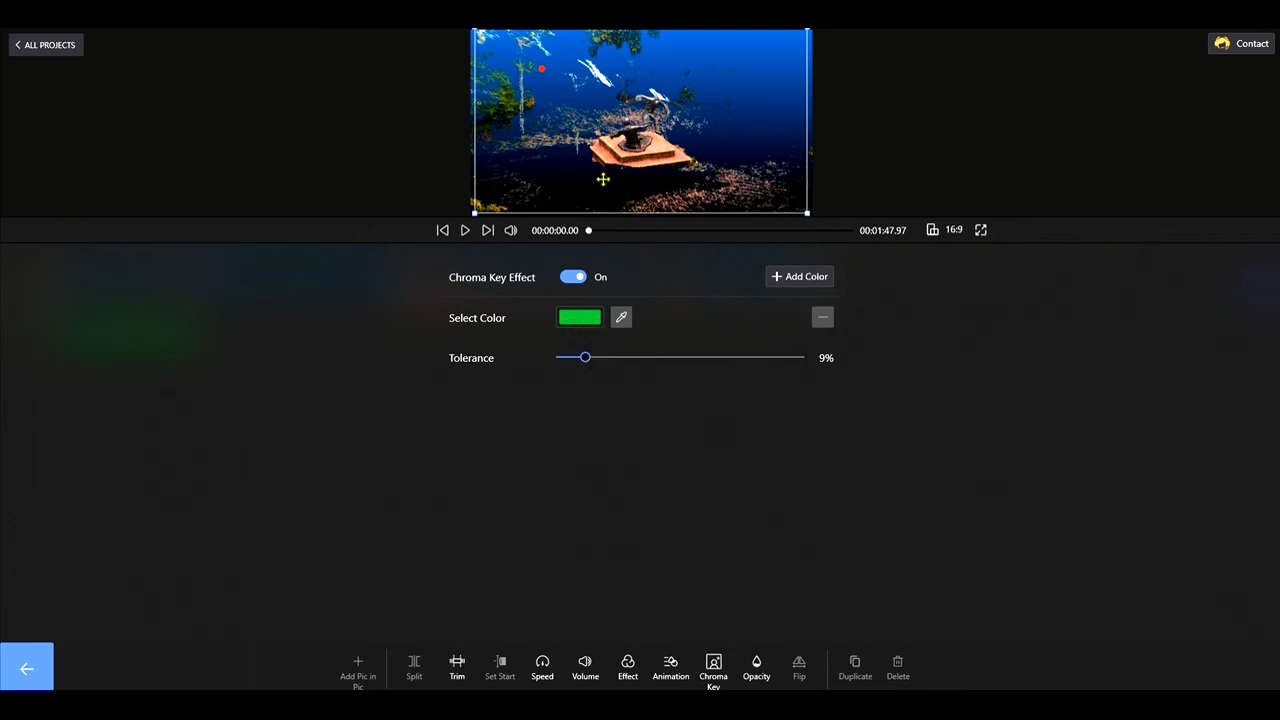 ALL PROJECTS
Contact
00:00:00.00
00:01:47.97
16:9
Chroma Key Effect
On
Add Color
Select Color
Tolerance
9%
Add Pic in
Pic
Split
Trim
Set Start
Speed
Volume
Effect
Animation
Chroma
Key
Opacity
Flip
Duplicate
Delete